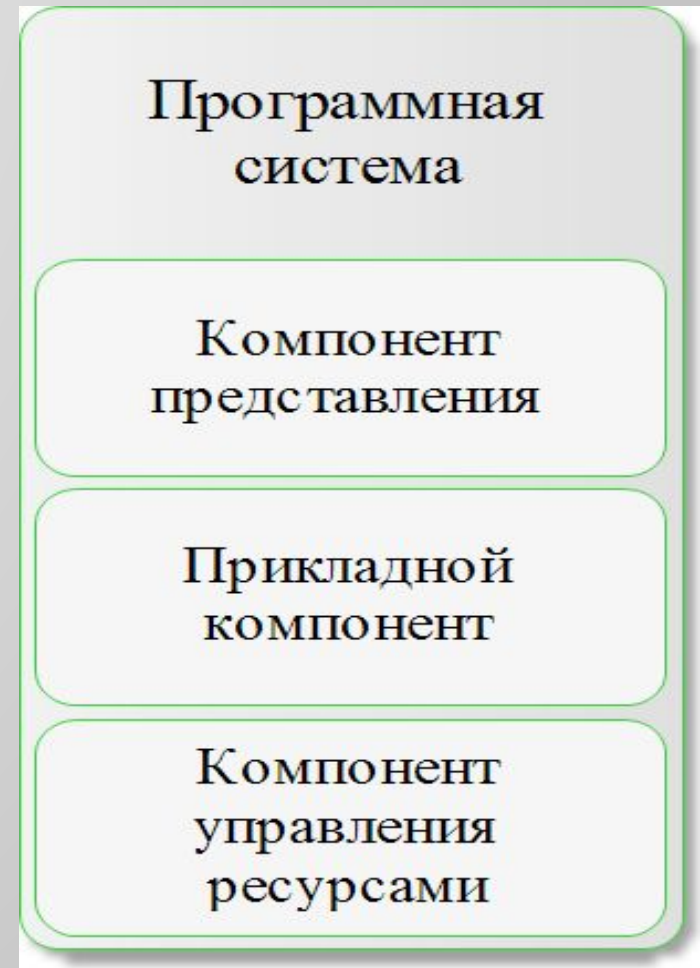 Программная
система
Компонент
представления
Прикладной
компонент
Компонент
управления
ресурсами